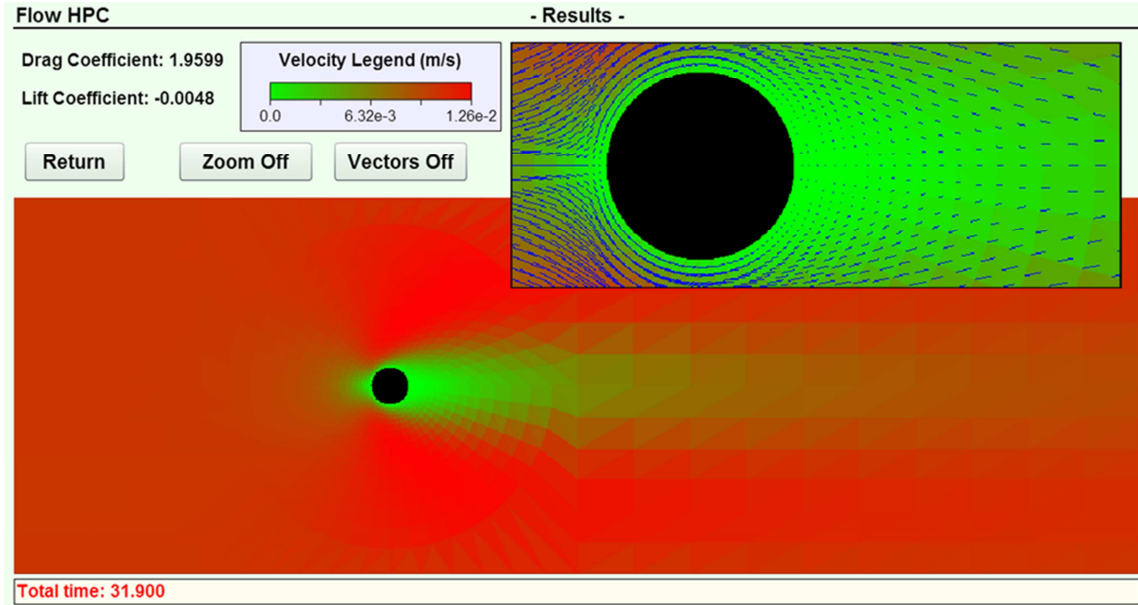 Flow HPC
- Results -
Drag Coefficient: 1.9599
Lift Coefficient: -0.0048
Velocity Legend (m/s)
0.0 6.32e-3 1.26e-2
Return
Zoom Off
Vectors Off
Total time: 31.900